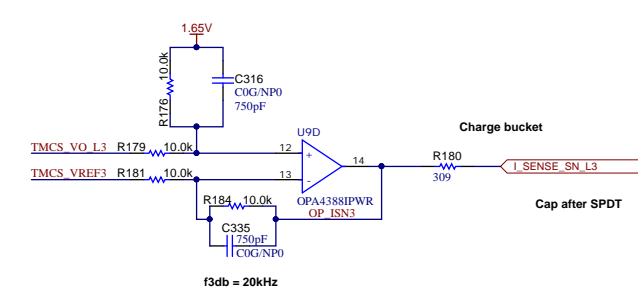 1.65V
10.0k
R176
C316
C0G/NP0
750pF
U9D
Charge bucket
TMCS_VO_L3 R179 10.0k 12 + 14 R180 I_SENSE_SN_L3
309
TMCS_VREF3 R181 10.0k 13 -
R184 10.0k OPA4388IPWR
OP_ISN3
Cap after SPDT
C335
750pF
C0G/NP0
f3db = 20kHz